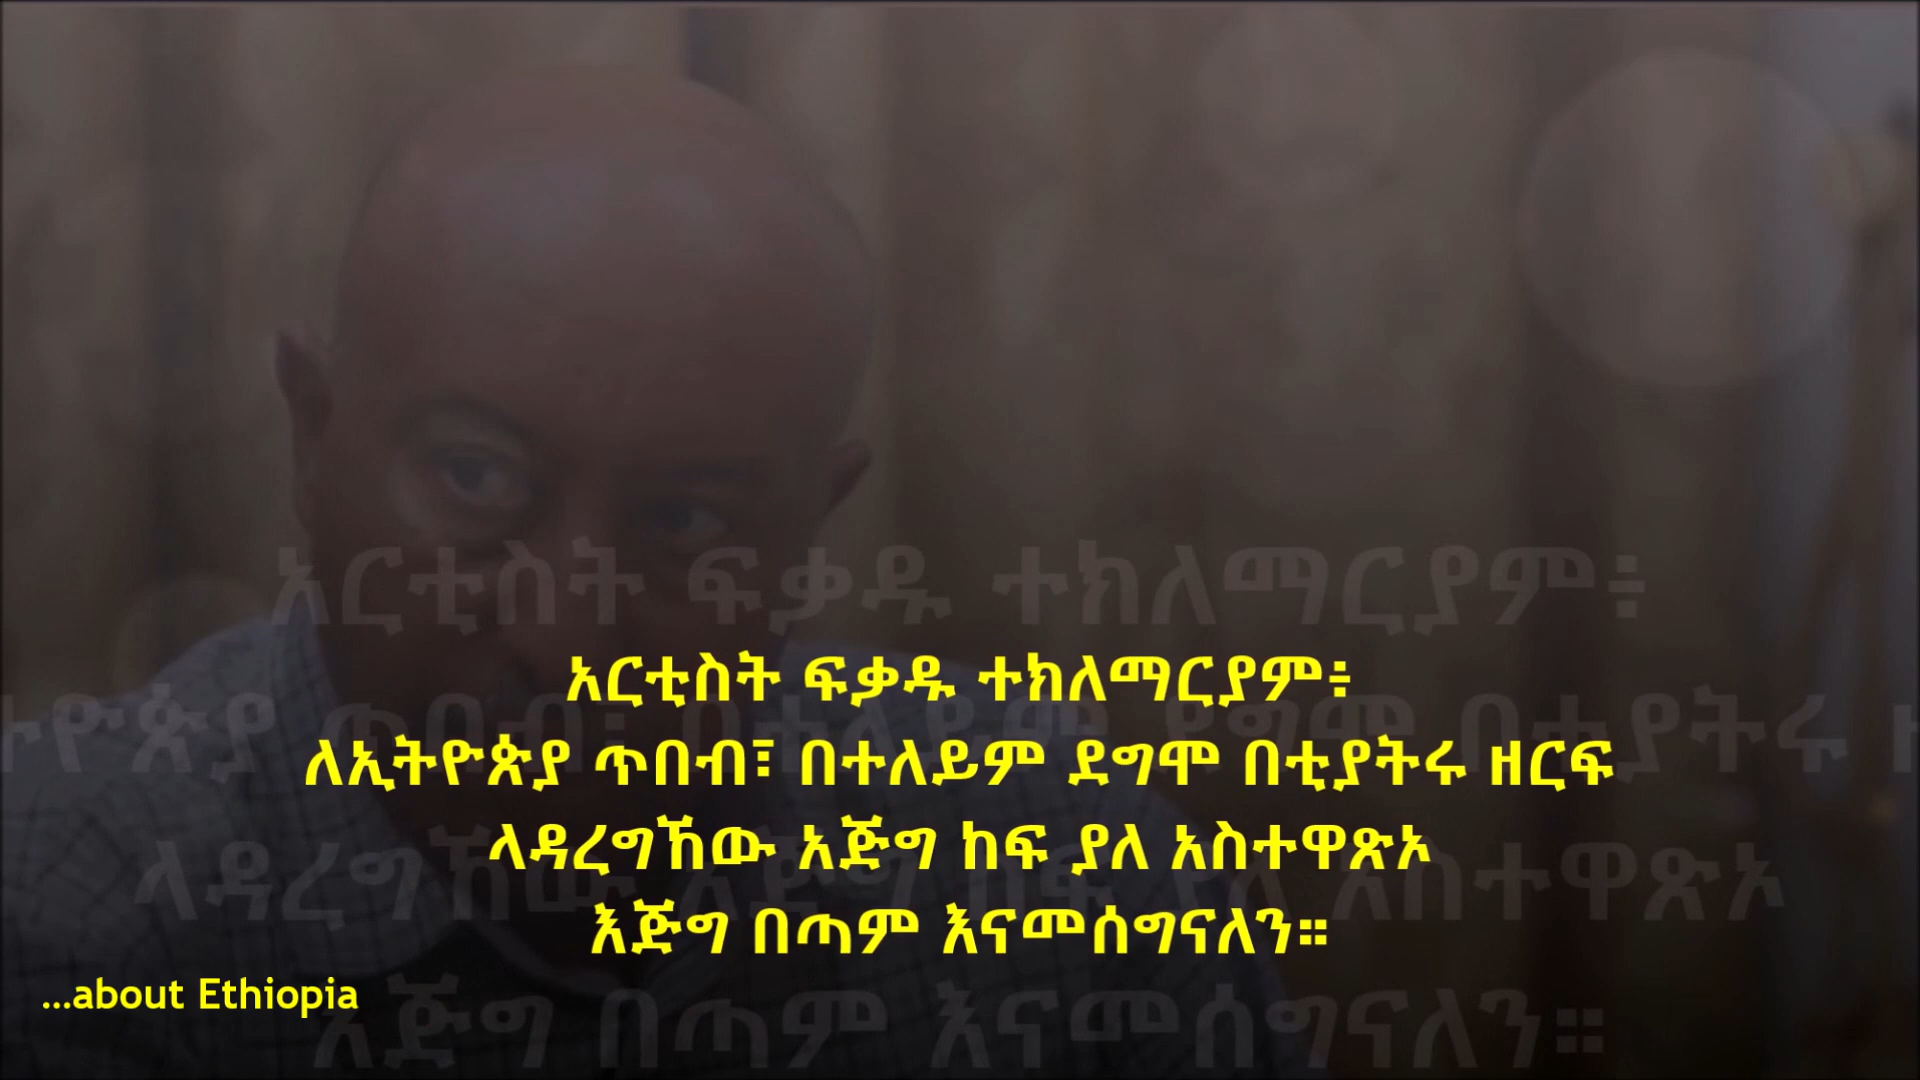 አርቲስት ፍቃዱ ተክለማርያም፥
ለኢትዮጵያ ጥበብ፣ በተለይም ደግሞ በቲያትሩ ዘርፍ
ላዳረግኸው አጅግ ከፍ ያለ አስተዋጽኦ
እጅግ በጣም እናመሰግናለን።
...about Ethiopia